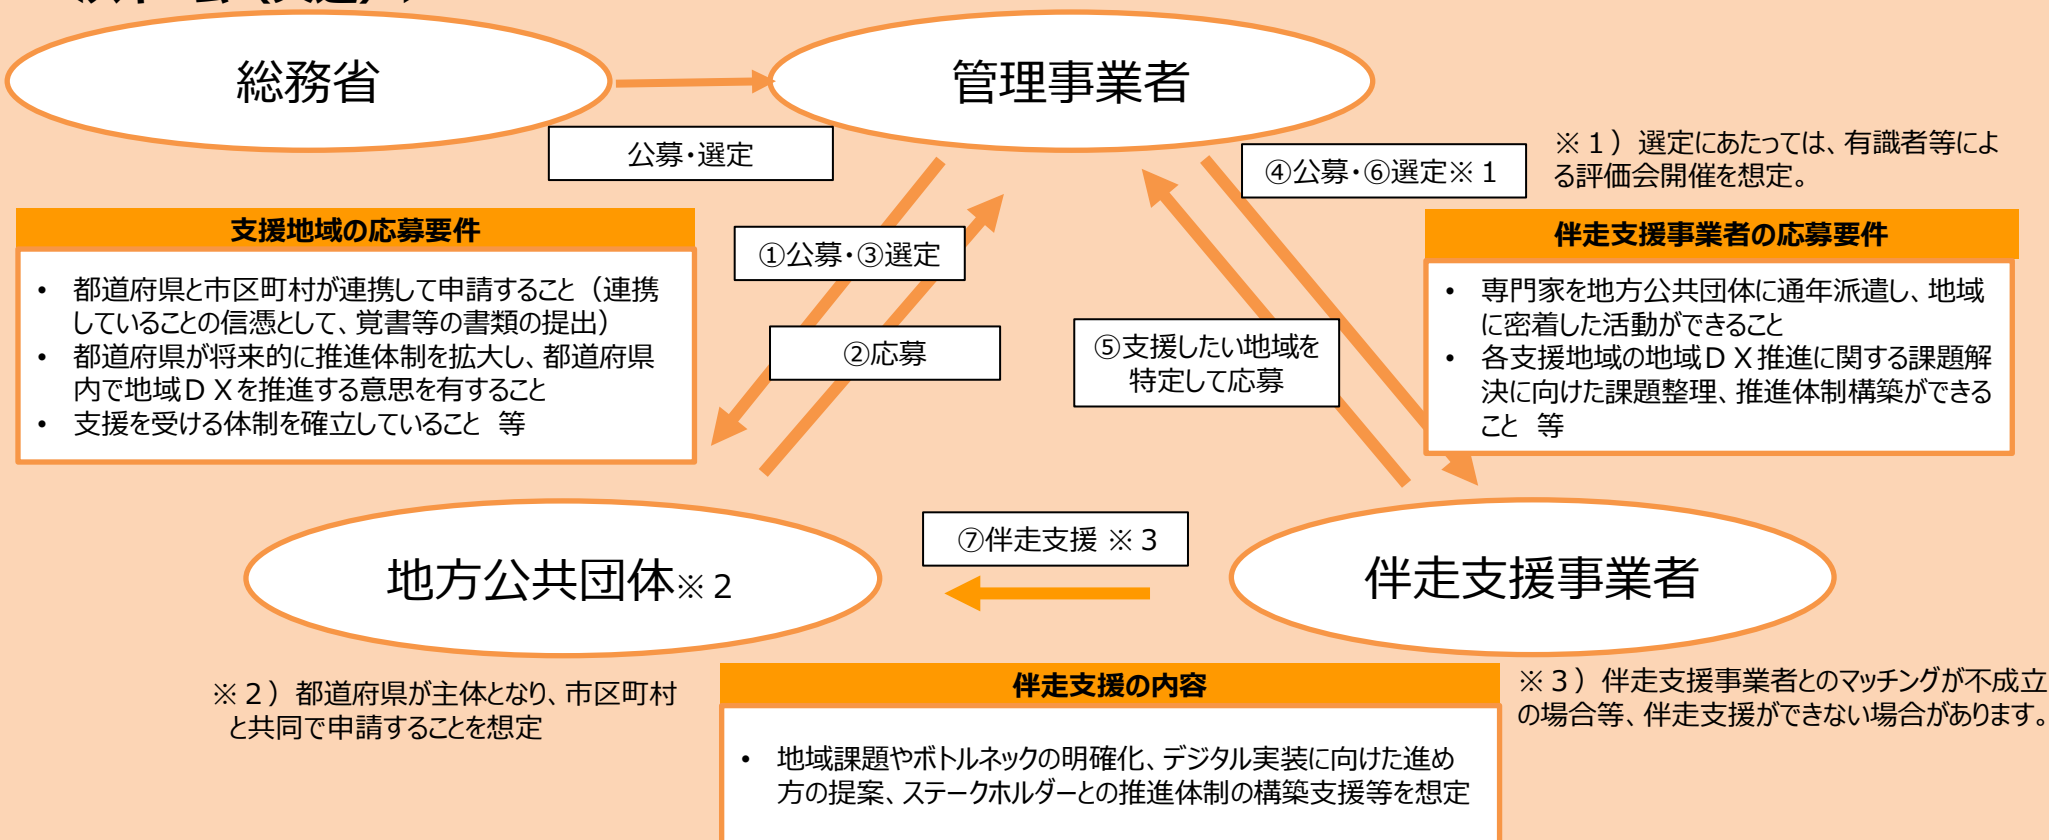 総務省
管理事業者
公募・選定
④公募・⑥選定※１
※１）選定にあたっては、有識者等によ
る評価会開催を想定。
支援地域の応募要件
• 都道府県と市区町村が連携して申請すること（連携
していることの信憑として、覚書等の書類の提出）
• 都道府県が将来的に推進体制を拡大し、都道府県
内で地域ＤＸを推進する意思を有すること
• 支援を受ける体制を確立していること 等
①公募・③選定
②応募
⑤支援したい地域を
特定して応募
伴走支援事業者の応募要件
• 専門家を地方公共団体に通年派遣し、地域
に密着した活動ができること
• 各支援地域の地域ＤＸ推進に関する課題解
決に向けた課題整理、推進体制構築ができる
こと 等
⑦伴走支援 ※３
地方公共団体※２
伴走支援事業者
※２）都道府県が主体となり、市区町村
と共同で申請することを想定
伴走支援の内容
• 地域課題やボトルネックの明確化、デジタル実装に向けた進め
方の提案、ステークホルダーとの推進体制の構築支援等を想定
※３）伴走支援事業者とのマッチングが不成立
の場合等、伴走支援ができない場合があります。